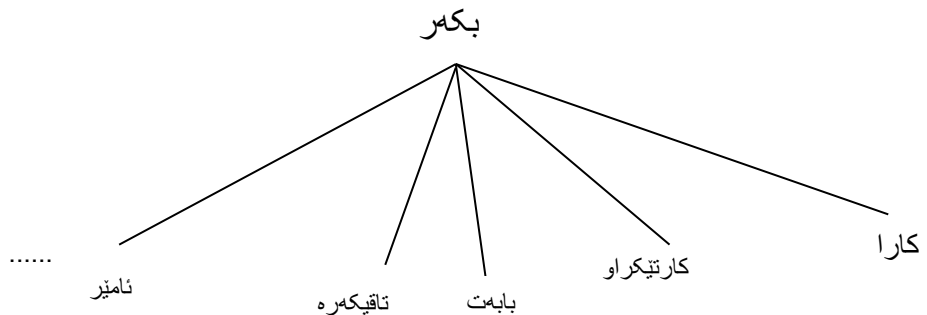 بکەر
کارا
کارتێکراو
بابەت
تاقیکەرە
ئامێر
......